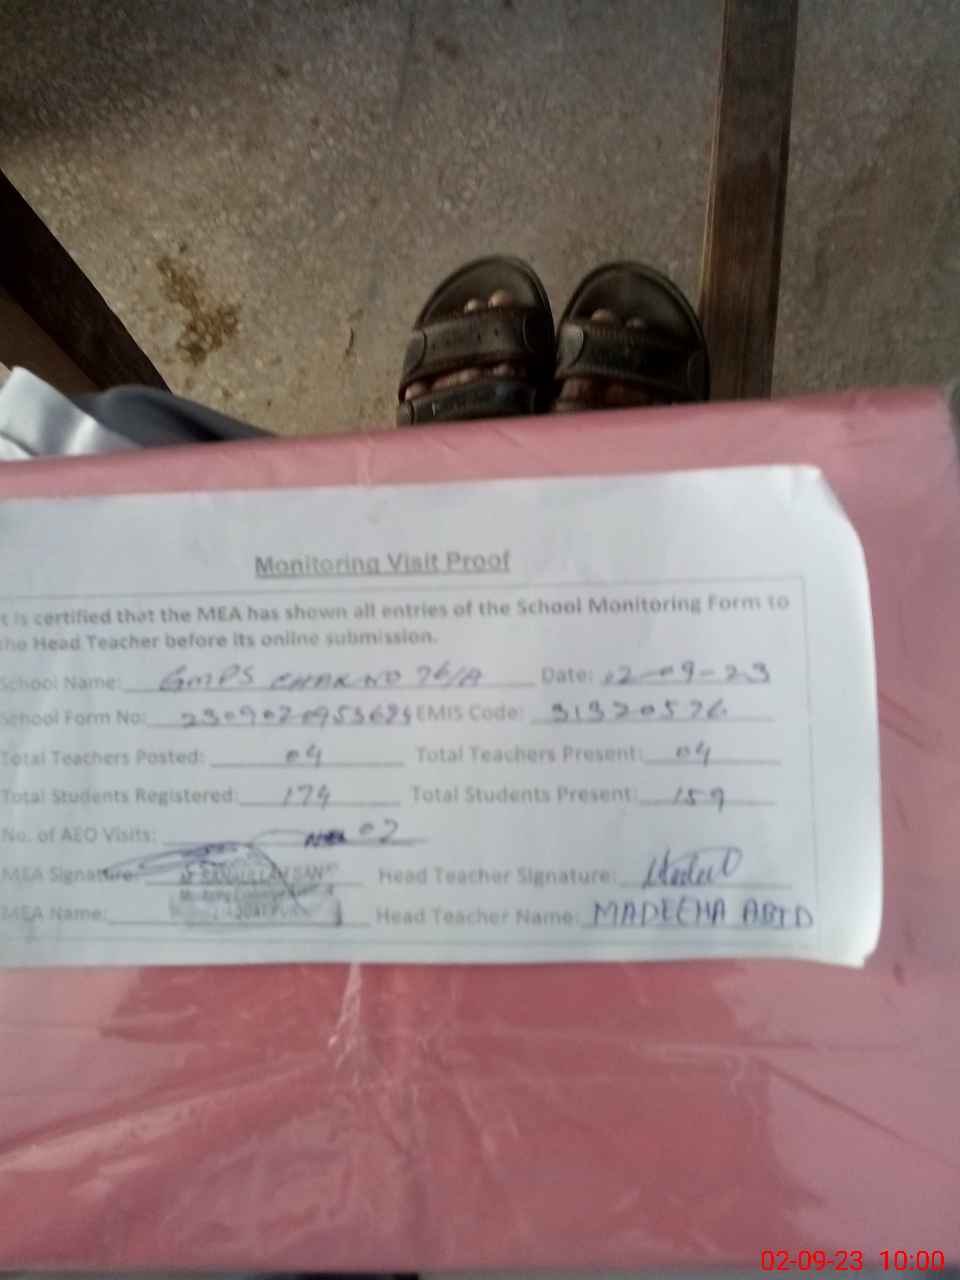 Monitoring Visit Proof
t is certified that the MEA has shown all entries of the School Monitoring Form to
the Head Teacher before its online submission.
School Name: GMPS CHAK NO 76/A Date: 02-09-23
School Form No: EMIS Code: 31320576
Total Teachers Posted: 04 Total Teachers Present: 04
Total Students Registered: 174 Total Students Present: 159
No. of AEO Visits: 02
MEA Signature: Head Teacher Signature:
MEA Name: Head Teacher Name: MADEEHA ABID
02-09-23 10:00